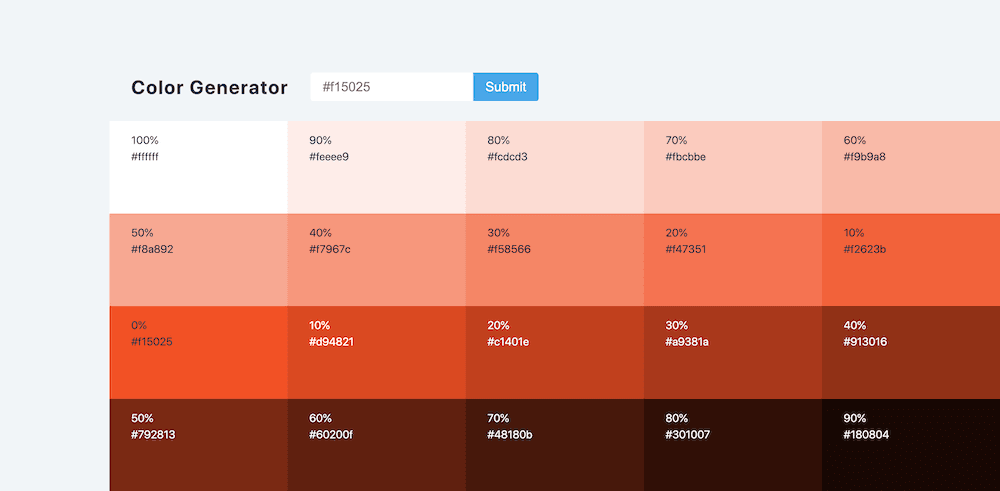 Color Generator
#f15025
Submit
100%
#ffffff
90%
#feeee9
80%
#fcdcd3
70%
#fbcbbe
60%
#f9b9a8
50%
#f8a892
40%
#f7967c
30%
#f58566
20%
#f47351
10%
#f2623b
0%
#f15025
10%
#d94821
20%
#c1401e
30%
#a9381a
40%
#913016
50%
#792813
60%
#60200f
70%
#48180b
80%
#301007
90%
#180804